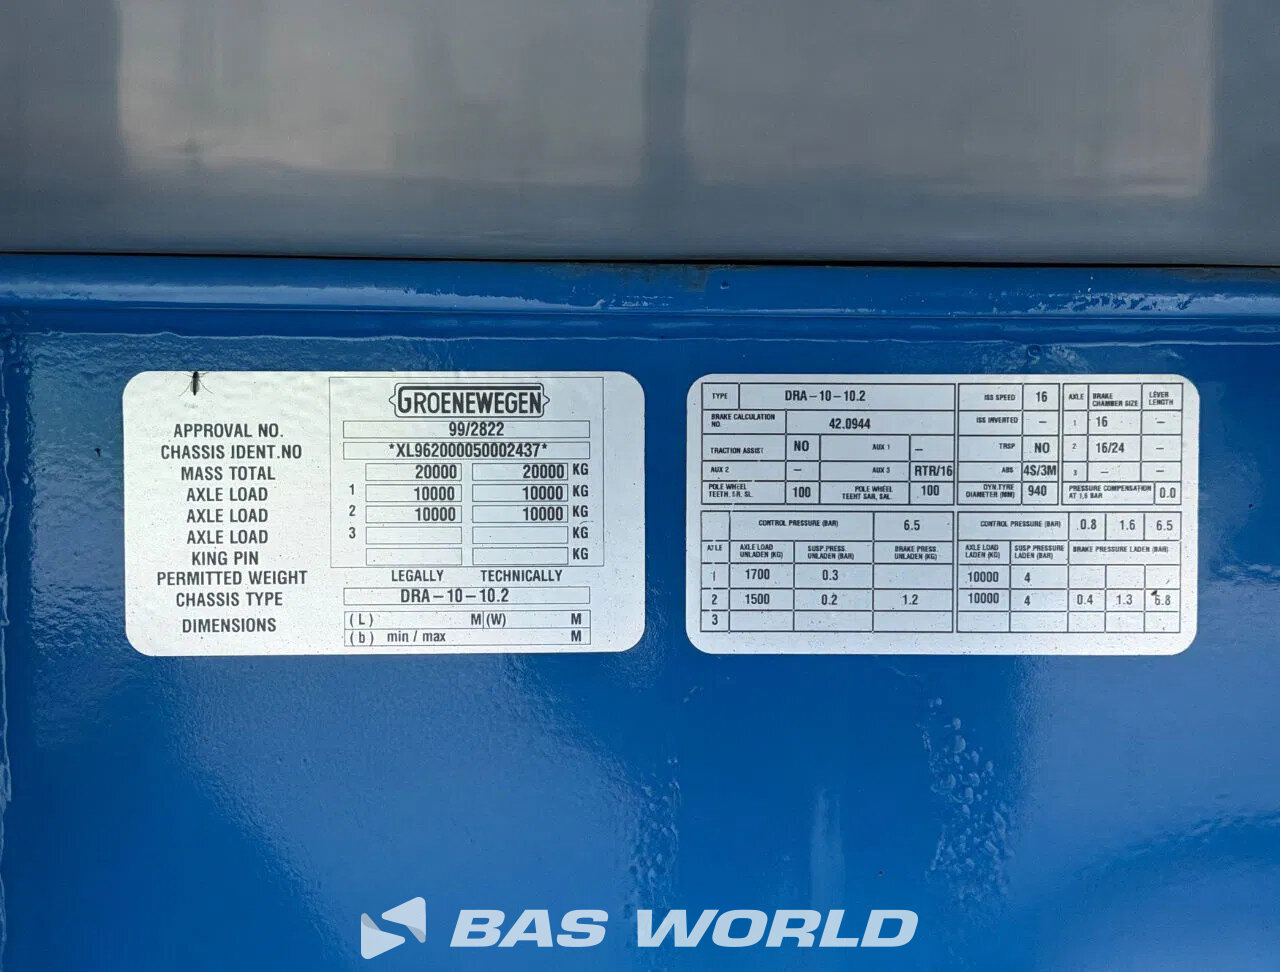 GROENEWEGEN
APPROVAL NO. 99/2822
CHASSIS IDENT.NO *XL962000050002437*
MASS TOTAL 20000 20000 KG
AXLE LOAD 1 10000 10000 KG
AXLE LOAD 2 10000 10000 KG
AXLE LOAD 3 KG
KING PIN KG
PERMITTED WEIGHT LEGALLY TECHNICALLY
CHASSIS TYPE DRA-10-10.2
DIMENSIONS (L) M (W) M
(b) min / max M
TYPE DRA-10-10.2 ISS SPEED 16 AXLE BRAKE CHAMBER SIZE LEVER LENGTH
BRAKE CALCULATION NO. 42.0944 ISS INVERTED – 1 16 –
TRACTION ASSIST NO AUX 1 – TRSP NO 2 16/24 –
AUX 2 – AUX 3 RTR/16 ABS 4S/3M 3 – –
POLE WHEEL TEETH, SR, SL. 100 POLE WHEEL TEEHT SAR, SAL. 100 DYN.TYRE DIAMETER (MM) 940 PRESSURE COMPENSATION AT 1,6 BAR 0.0
CONTROL PRESSURE (BAR) 6.5 CONTROL PRESSURE (BAR) 0.8 1.6 6.5
AXLE AXLE LOAD UNLADEN (KG) SUSP.PRESS. UNLADEN (BAR) BRAKE PRESS. UNLADEN (BAR) AXLE LOAD LADEN (KG) SUSP PRESSURE LADEN (BAR) BRAKE PRESSURE LADEN (BAR)
1 1700 0.3 10000 4
2 1500 0.2 1.2 10000 4 0.4 1.3 6.8
3
BAS WORLD